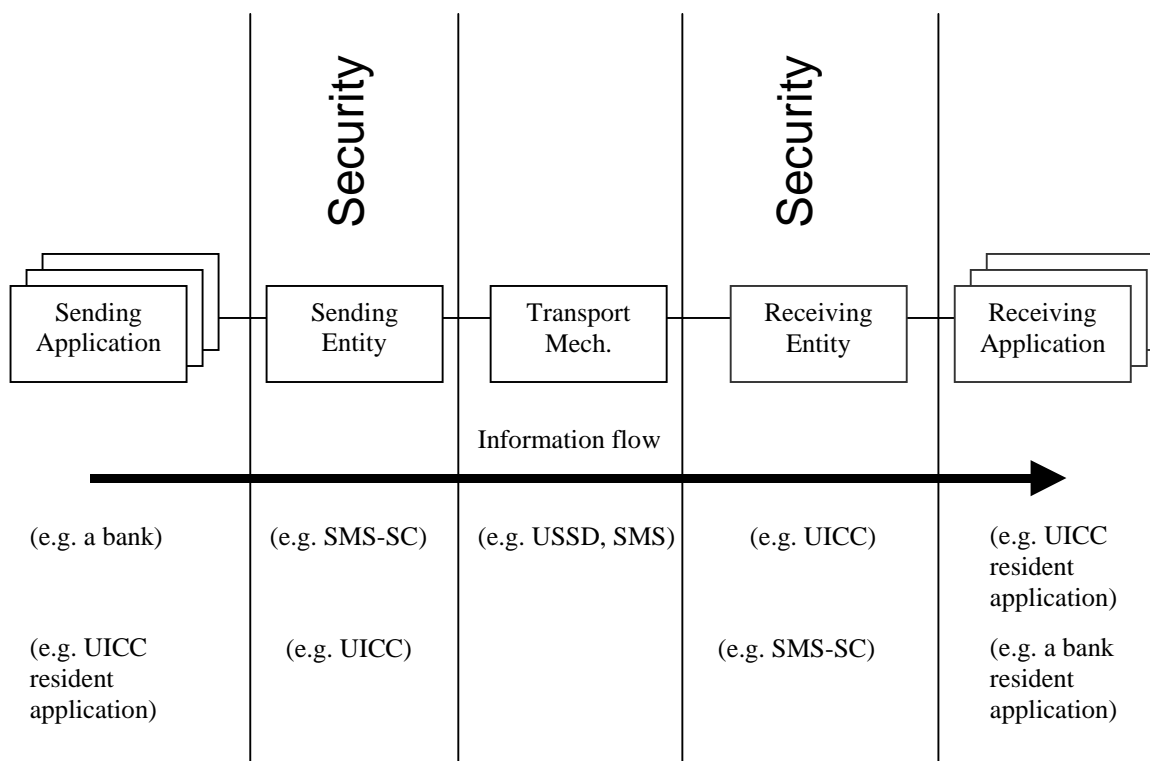 Security
Security
Sending
Application
Sending
Entity
Transport
Mech.
Receiving
Entity
Receiving
Application
Information flow
(e.g. a bank)
(e.g. SMS-SC)
(e.g. USSD, SMS)
(e.g. UICC)
(e.g. UICC
resident
application)
(e.g. UICC
resident
application)
(e.g. UICC)
(e.g. SMS-SC)
(e.g. a bank
resident
application)